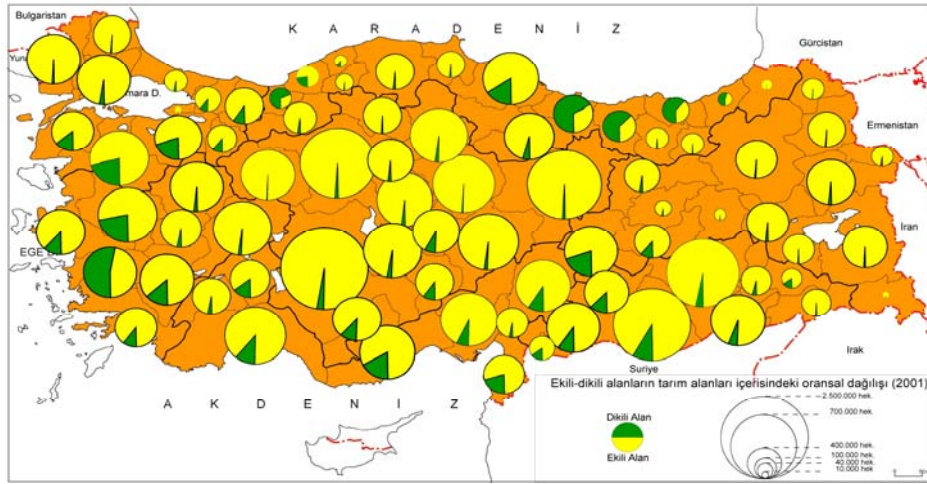 Bulgaristan
K A R A D E N İ Z
Gürcistan
Yun
mara D.
Ermenistan
İran
EGE
Irak
Suriye
A K D E N İ Z
Ekili-dikili alanların tarım alanları içerisindeki oransal dağılışı (2001)
2.500.000 hek.
700.000 hek.
Dikili Alan
Ekili Alan
400.000 hek.
100.000 hek.
40.000 hek.
10.000 hek.